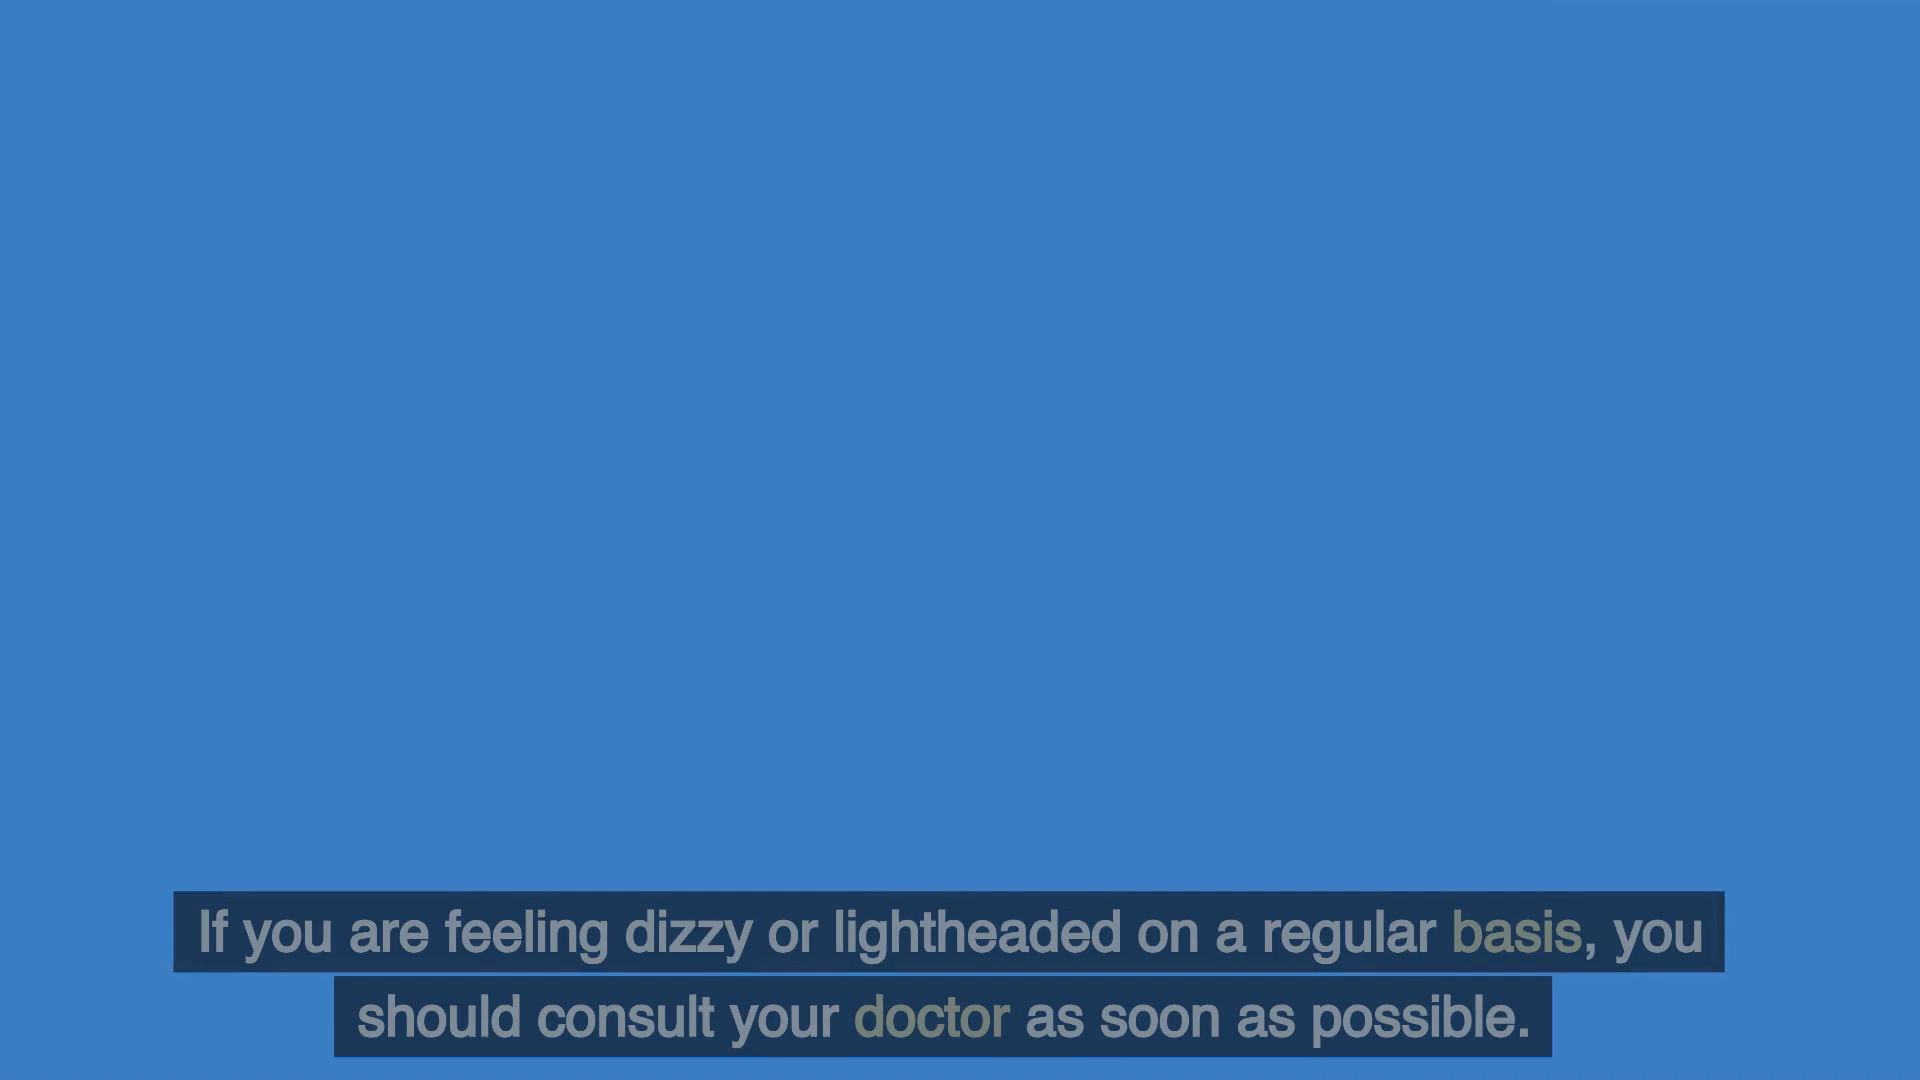 If you are feeling dizzy or lightheaded on a regular basis, you
should consult your doctor as soon as possible.